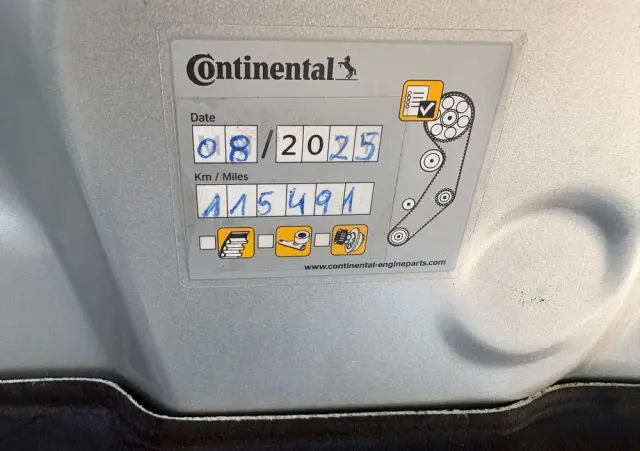 Continental
Date
08/2025
Km / Miles
115491
www.continental-engineparts.com